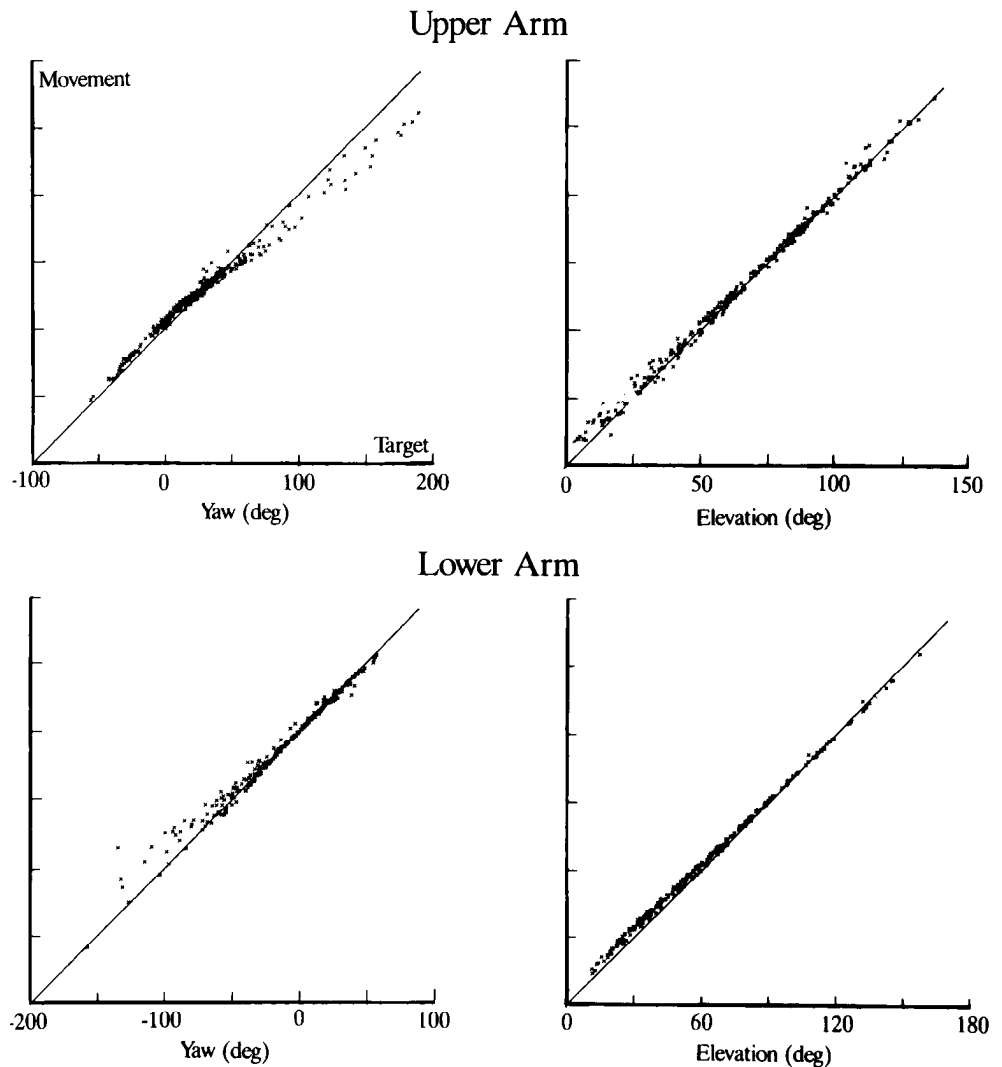 Upper Arm
Movement
Target
-100 0 100 200
Yaw (deg)
0 50 100 150
Elevation (deg)
Lower Arm
-200 -100 0 100
Yaw (deg)
0 60 120 180
Elevation (deg)